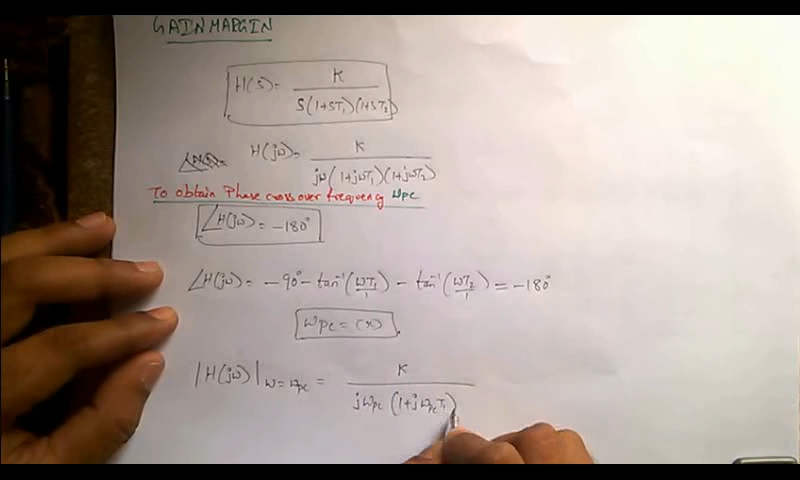 GAIN MARGIN
H(s) = K / S(1+ST₁)(1+ST₂)
H(jω) = K / jω(1+jωT₁)(1+jωT₂)
To obtain Phase cross over frequency ωpc
∠H(jω) = -180°
∠H(jω) = -90° - tan⁻¹(ωT₁/1) - tan⁻¹(ωT₂/1) = -180°
ωpc = (x)
|H(jω)|ω=ωpc = K / jωpc (1+jωpcT₁)